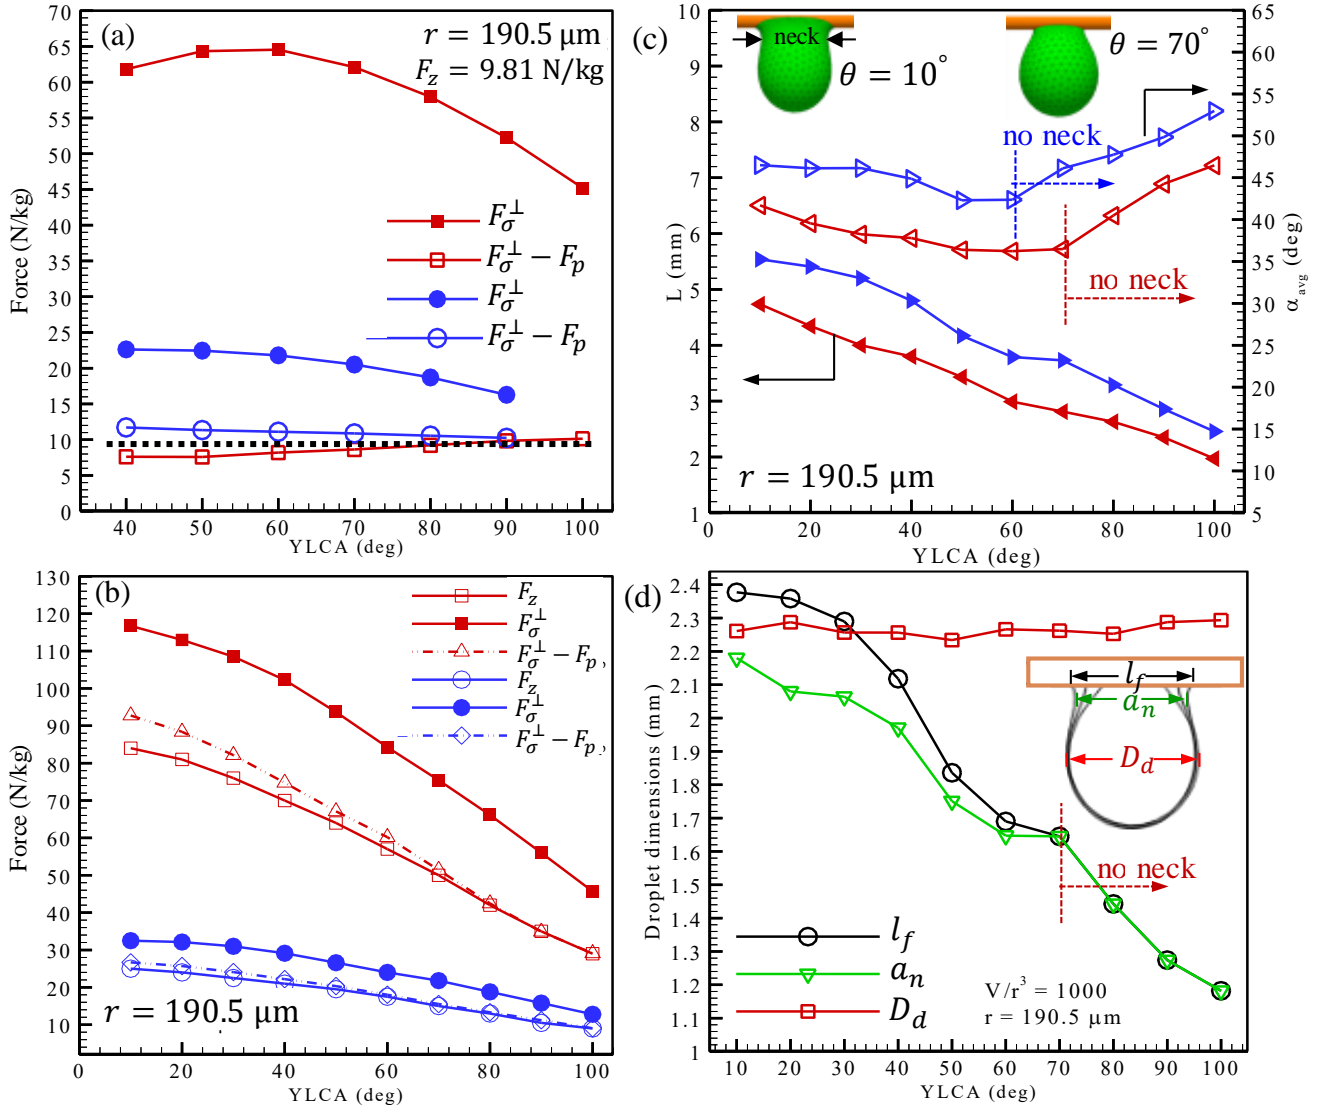 (a)
r = 190.5 μm
F_z = 9.81 N/kg
F_σ^⊥
F_σ^⊥ − F_p
F_σ^⊥
F_σ^⊥ − F_p
Force (N/kg)
70
65
60
55
50
45
40
35
30
25
20
15
10
5
0
40 50 60 70 80 90 100
YLCA (deg)
(c)
neck
θ = 10°
θ = 70°
no neck
no neck
r = 190.5 μm
L (mm)
10
9
8
7
6
5
4
3
2
1
α_avg (deg)
65
60
55
50
45
40
35
30
25
20
15
10
5
0 20 40 60 80 100
YLCA (deg)
(b)
F_z
F_σ^⊥
F_σ^⊥ − F_p
F_z
F_σ^⊥
F_σ^⊥ − F_p
r = 190.5 μm
Force (N/kg)
130
120
110
100
90
80
70
60
50
40
30
20
10
20 40 60 80 100
YLCA (deg)
(d)
l_f
a_n
D_d
no neck
l_f
a_n
D_d
V/r³ = 1000
r = 190.5 μm
Droplet dimensions (mm)
2.4
2.3
2.2
2.1
2
1.9
1.8
1.7
1.6
1.5
1.4
1.3
1.2
1.1
1
10 20 30 40 50 60 70 80 90 100
YLCA (deg)